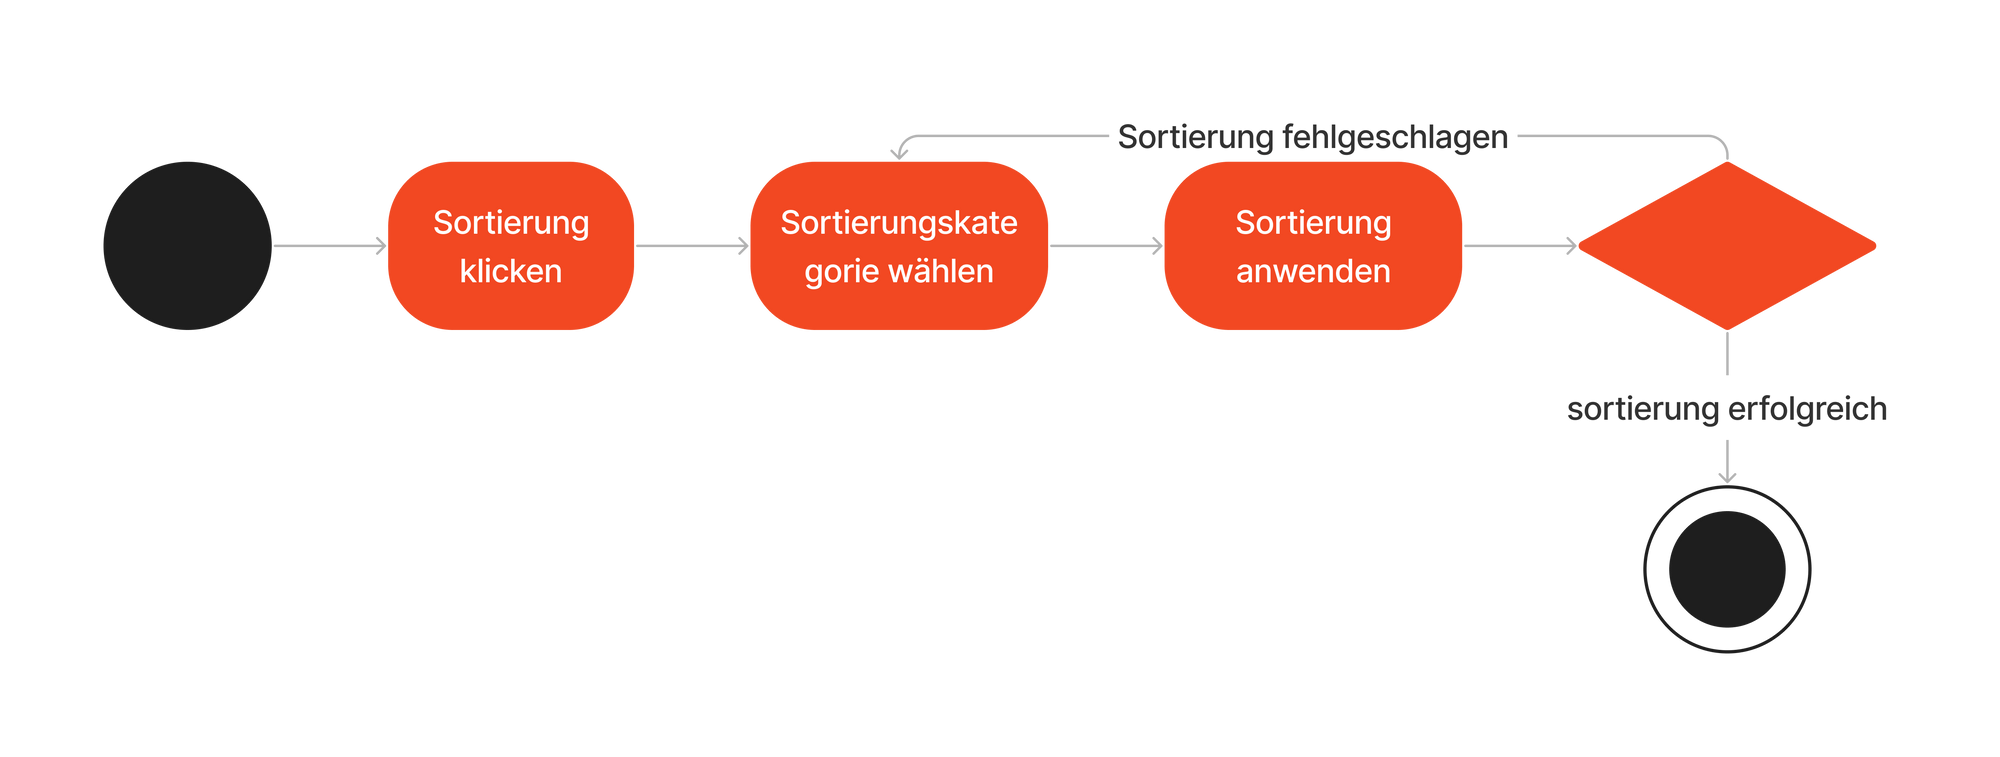 Sortierung fehlgeschlagen
Sortierung
klicken
Sortierungskate
gorie wählen
Sortierung
anwenden
sortierung erfolgreich